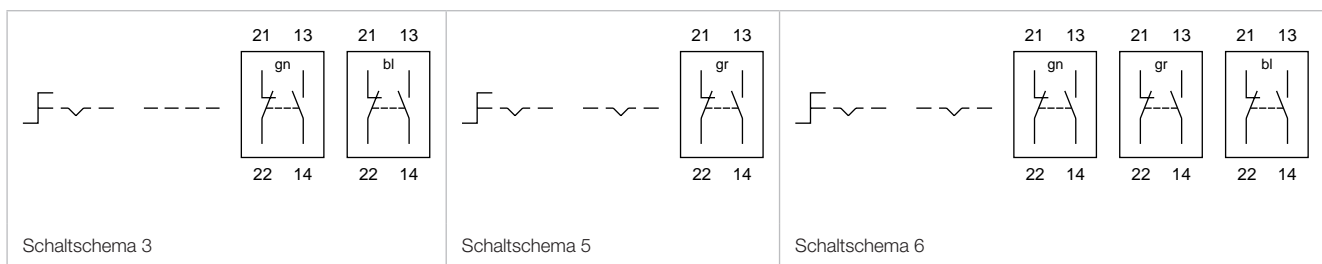 21 13 21 13 21 13 21 13 21 13 21 13
gn bl gr gn gr bl
22 14 22 14 22 14 22 14 22 14 22 14
Schaltschema 3 Schaltschema 5 Schaltschema 6